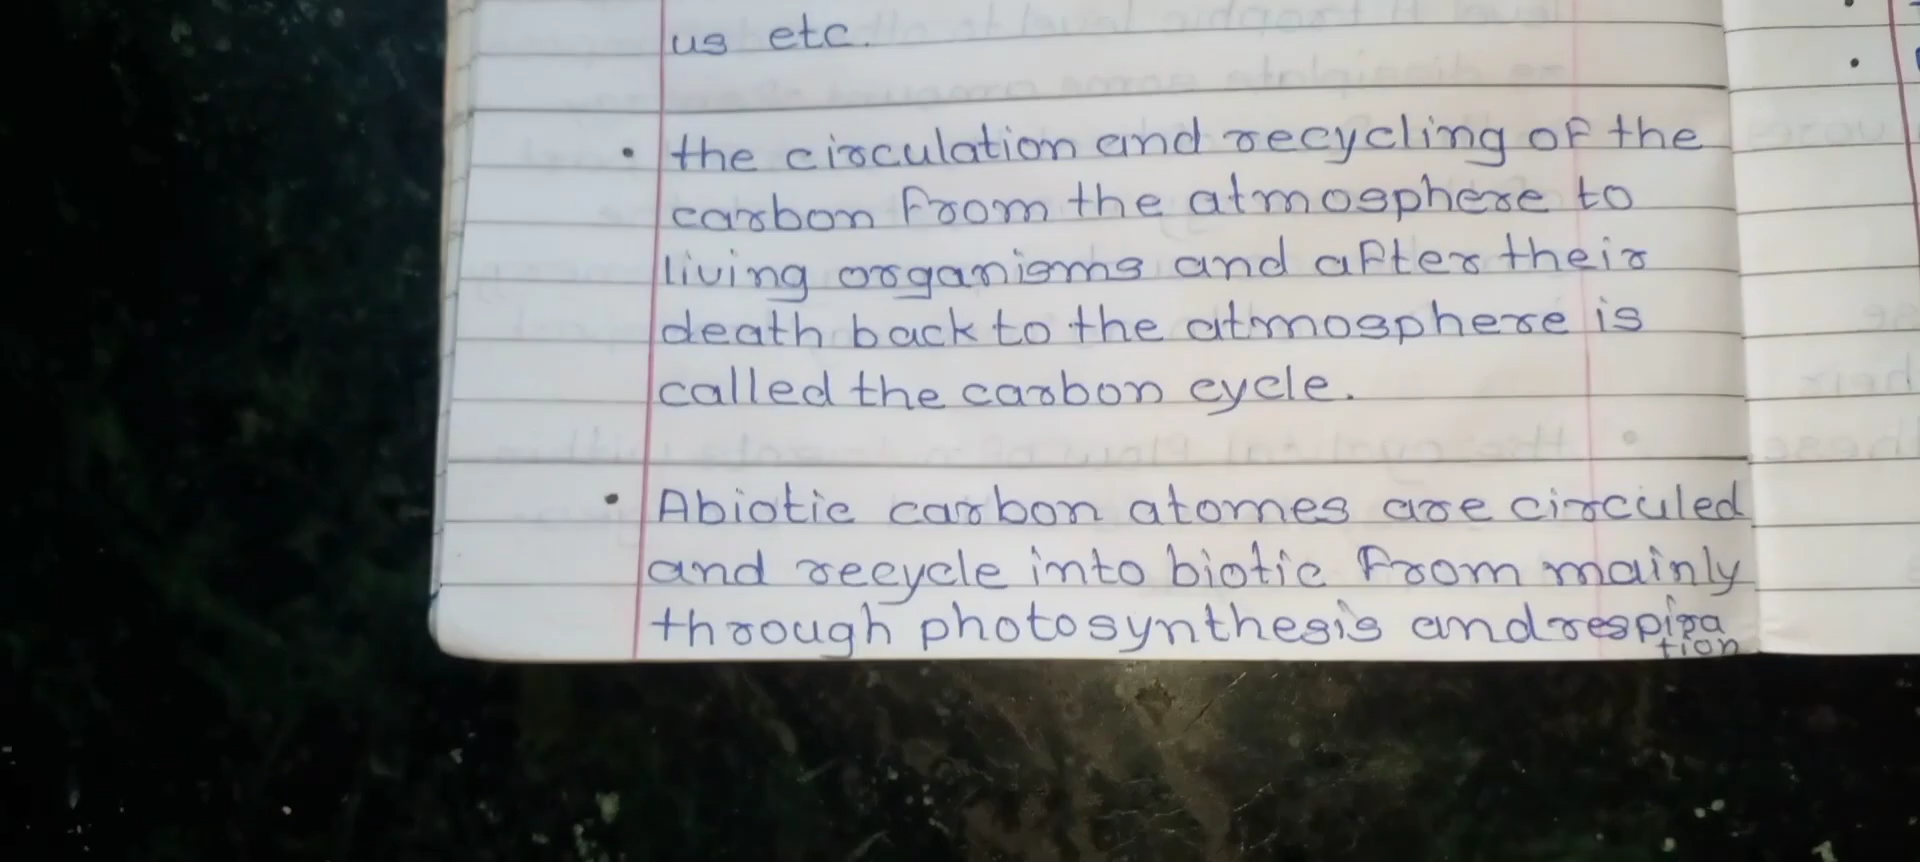 us etc.
• the circulation and recycling of the
carbon from the atmosphere to
living organisms and after their
death back to the atmosphere is
called the carbon cycle.
• Abiotic carbon atomes are circuled
and recycle into biotic from mainly
through photosynthesis and respira
tion